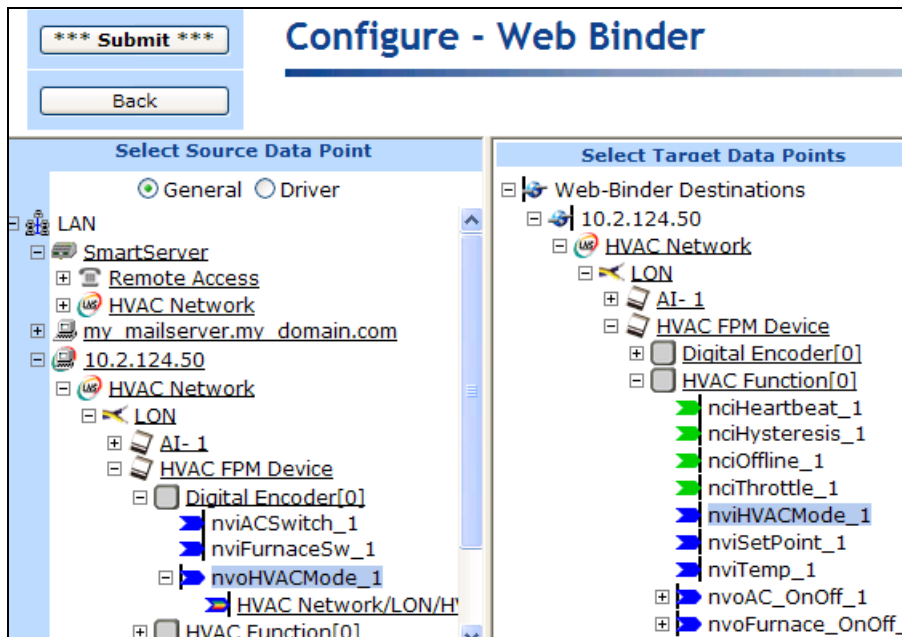 *** Submit ***
Configure - Web Binder
Back
Select Source Data Point
General Driver
LAN
SmartServer
Remote Access
HVAC Network
my_mailserver.my_domain.com
10.2.124.50
HVAC Network
LON
AI- 1
HVAC FPM Device
Digital Encoder[0]
nviACSwitch_1
nviFurnaceSw_1
nvoHVACMode_1
HVAC Network/LON/H
HVAC Function[0]
Select Target Data Points
Web-Binder Destinations
10.2.124.50
HVAC Network
LON
AI- 1
HVAC FPM Device
Digital Encoder[0]
HVAC Function[0]
nciHeartbeat_1
nciHysteresis_1
nciOffline_1
nciThrottle_1
nviHVACMode_1
nviSetPoint_1
nviTemp_1
nvoAC_OnOff_1
nvoFurnace_OnOff_